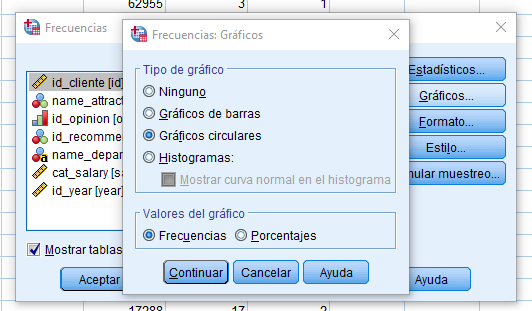 62955 3 1
Frecuencias
Frecuencias: Gráficos
id_cliente [id]
name_attract
id_opinion [o
id_recomme
name_depar
cat_salary [sa
id_year [year]
Tipo de gráfico
Ninguno
Gráficos de barras
Gráficos circulares
Histogramas:
Mostrar curva normal en el histograma
Valores del gráfico
Frecuencias Porcentajes
Continuar Cancelar Ayuda
Estadísticos...
Gráficos...
Formato...
Estilo...
mular muestreo...
Mostrar tablas
Aceptar
Ayuda
17288 17 2